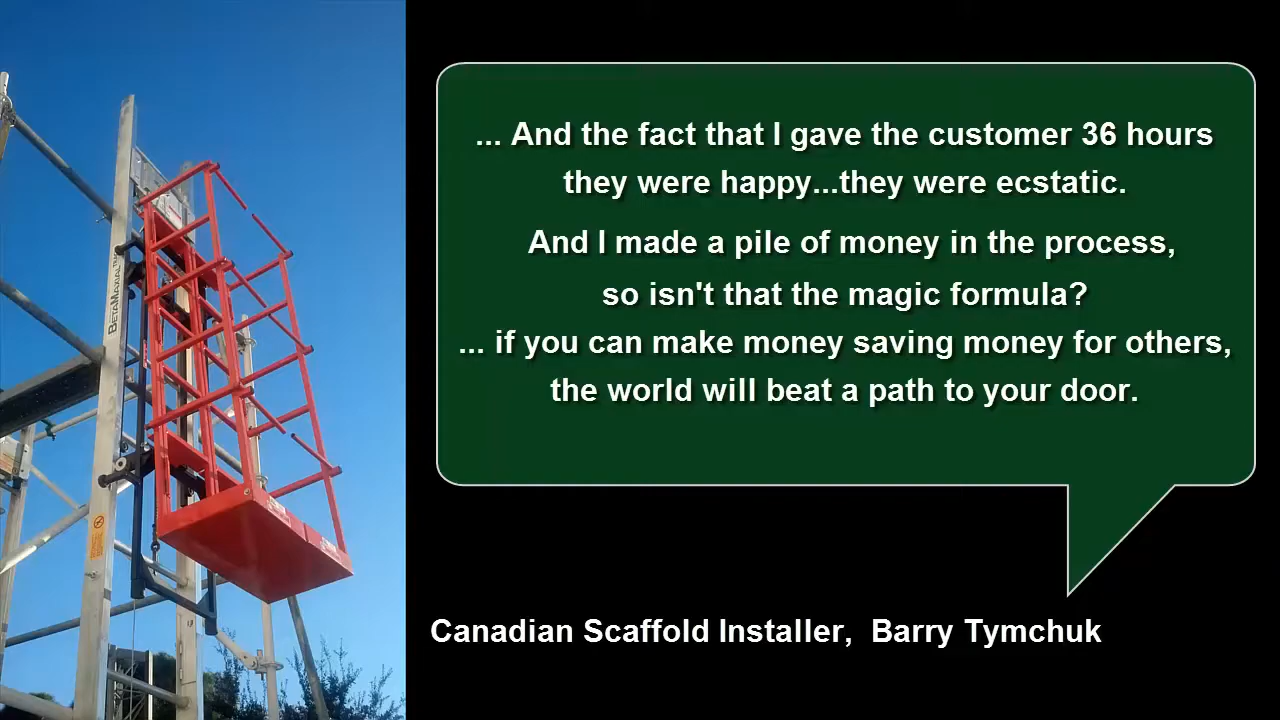 ... And the fact that I gave the customer 36 hours
they were happy...they were ecstatic.
And I made a pile of money in the process,
so isn't that the magic formula?
... if you can make money saving money for others,
the world will beat a path to your door.
Canadian Scaffold Installer,  Barry Tymchuk